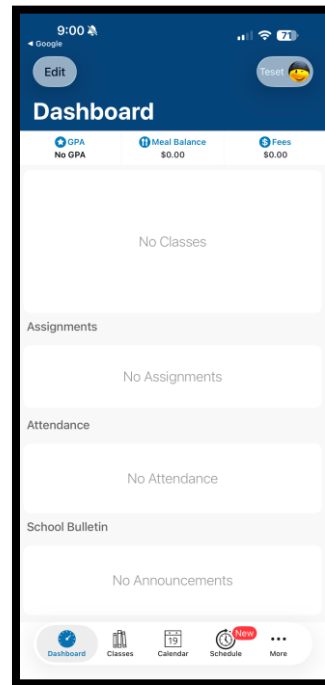 9:00
71
◄ Google
Edit
Teset
Dashboard
GPA
No GPA
Meal Balance
$0.00
Fees
$0.00
No Classes
Assignments
No Assignments
Attendance
No Attendance
School Bulletin
No Announcements
19
New
Dashboard
Classes
Calendar
Schedule
More